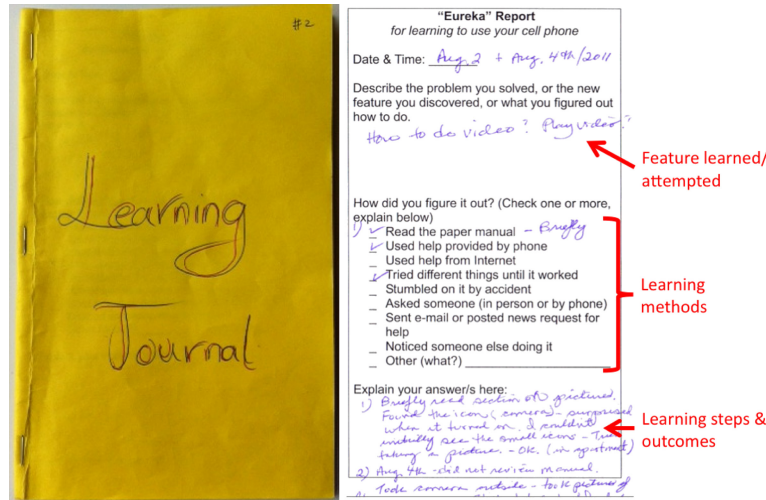 #2
Learning
Journal
“Eureka” Report
for learning to use your cell phone
Date & Time: Aug. 2 + Aug. 4th/2011
Describe the problem you solved, or the new
feature you discovered, or what you figured out
how to do.
How to do video? Play video?
Feature learned/
attempted
How did you figure it out? (Check one or more,
explain below)
1) Read the paper manual - Briefly
Used help provided by phone
Used help from Internet
Tried different things until it worked
Stumbled on it by accident
Asked someone (in person or by phone)
Sent e-mail or posted news request for
help
Noticed someone else doing it
Other (what?)
Learning
methods
Explain your answer/s here:
1) Briefly read section on pictures.
Found the icon (camera) - surprised
when it turned on. I couldn't
initially see the small icons -
taking a picture. - OK. (in apartment)
2) Aug. 4th - did not review manual.
Took camera outside - took pictures of
Learning steps &
outcomes